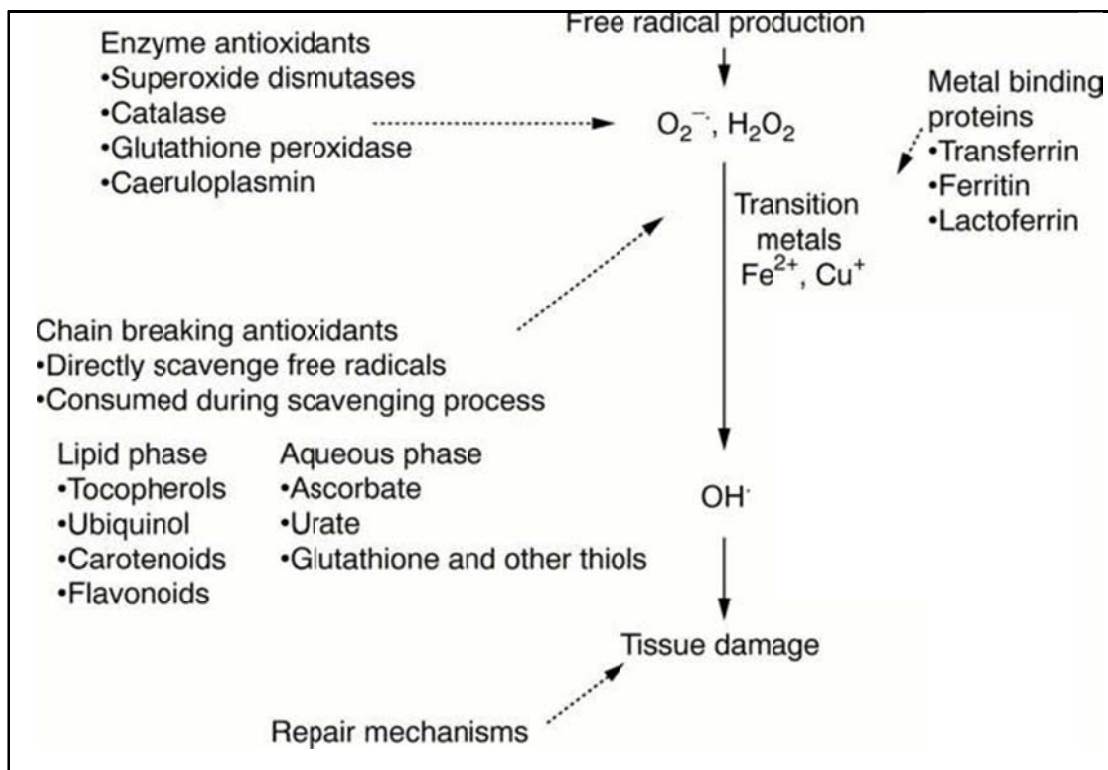 Free radical production
Enzyme antioxidants
•Superoxide dismutases
•Catalase
•Glutathione peroxidase
•Caeruloplasmin
O₂⁻·, H₂O₂
Metal binding
proteins
•Transferrin
•Ferritin
•Lactoferrin
Transition
metals
Fe²⁺, Cu⁺
Chain breaking antioxidants
•Directly scavenge free radicals
•Consumed during scavenging process
Lipid phase
•Tocopherols
•Ubiquinol
•Carotenoids
•Flavonoids
Aqueous phase
•Ascorbate
•Urate
•Glutathione and other thiols
OH·
Tissue damage
Repair mechanisms